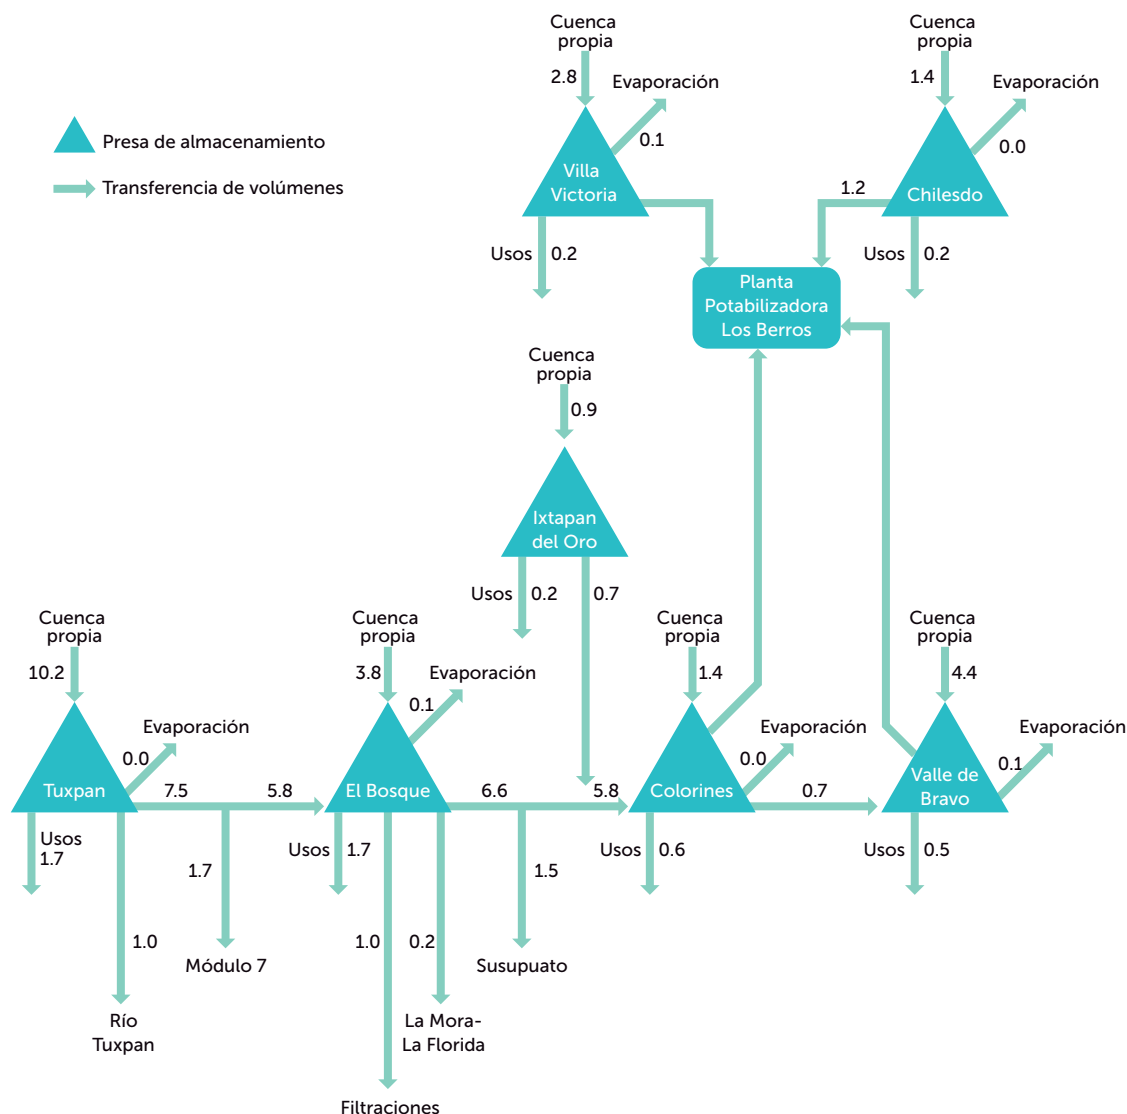 Cuenca
propia
2.8
Evaporación
0.1
Villa
Victoria
Usos 0.2
Cuenca
propia
1.4
Evaporación
0.0
1.2
Chilesdo
Usos 0.2
Presa de almacenamiento
Transferencia de volúmenes
Planta
Potabilizadora
Los Berros
Cuenca
propia
0.9
Ixtapan
del Oro
Usos 0.2
0.7
Cuenca
propia
10.2
Evaporación
0.0
Tuxpan
7.5
5.8
Usos
1.7
1.0
Río
Tuxpan
1.7
Módulo 7
Cuenca
propia
3.8
Evaporación
0.1
El Bosque
6.6
5.8
Usos 1.7
1.0
Filtraciones
0.2
La Mora-
La Florida
1.5
Susupuato
Cuenca
propia
1.4
Evaporación
0.0
Colorines
0.7
Usos 0.6
Cuenca
propia
4.4
Evaporación
0.1
Valle de
Bravo
Usos 0.5